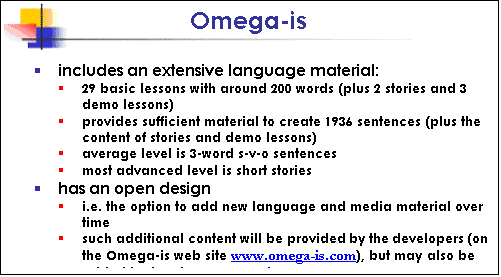 Omega-is
includes an extensive language material:
29 basic lessons with around 200 words (plus 2 stories and 3
demo lessons)
provides sufficient material to create 1936 sentences (plus the
content of stories and demo lessons)
average level is 3-word s-v-o sentences
most advanced level is short stories
has an open design
i.e. the option to add new language and media material over
time
such additional content will be provided by the developers (on
the Omega-is web site www.omega-is.com), but may also be